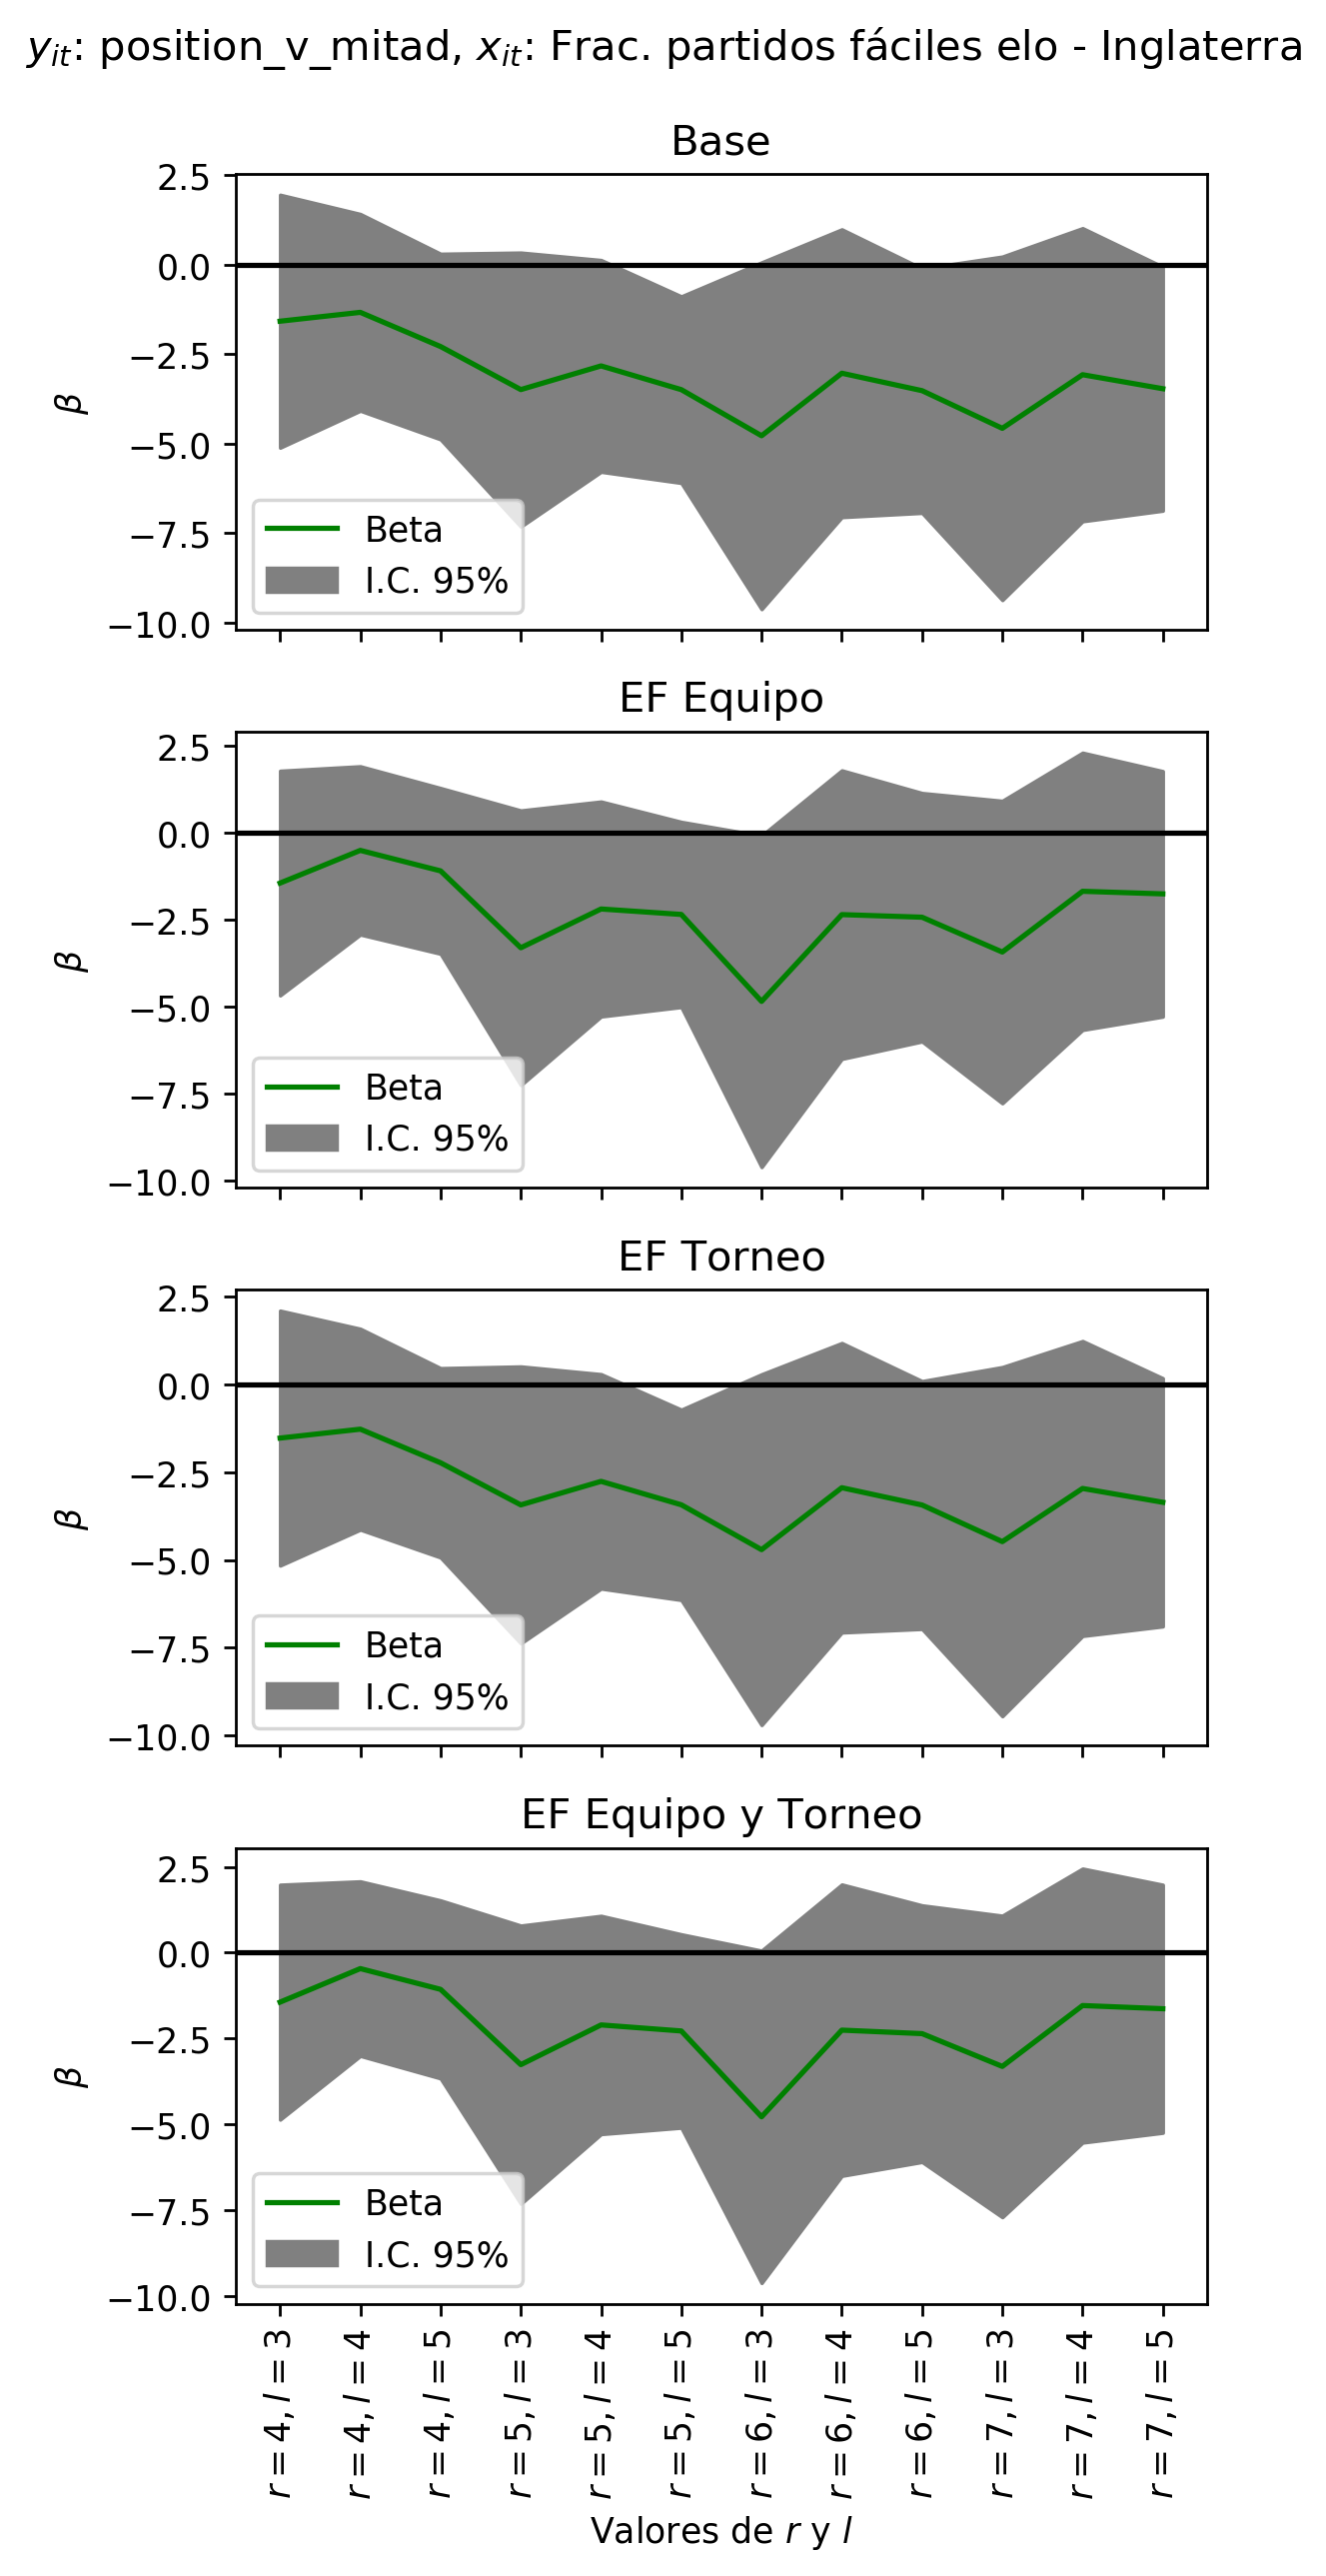 y_it: position_v_mitad, x_it: Frac. partidos fáciles elo - Inglaterra
Base
2.5
0.0
−2.5
−5.0
−7.5
−10.0
β
Beta
I.C. 95%
EF Equipo
2.5
0.0
−2.5
−5.0
−7.5
−10.0
β
Beta
I.C. 95%
EF Torneo
2.5
0.0
−2.5
−5.0
−7.5
−10.0
β
Beta
I.C. 95%
EF Equipo y Torneo
2.5
0.0
−2.5
−5.0
−7.5
−10.0
β
Beta
I.C. 95%
r = 4, l = 3
r = 4, l = 4
r = 4, l = 5
r = 5, l = 3
r = 5, l = 4
r = 5, l = 5
r = 6, l = 3
r = 6, l = 4
r = 6, l = 5
r = 7, l = 3
r = 7, l = 4
r = 7, l = 5
Valores de r y l